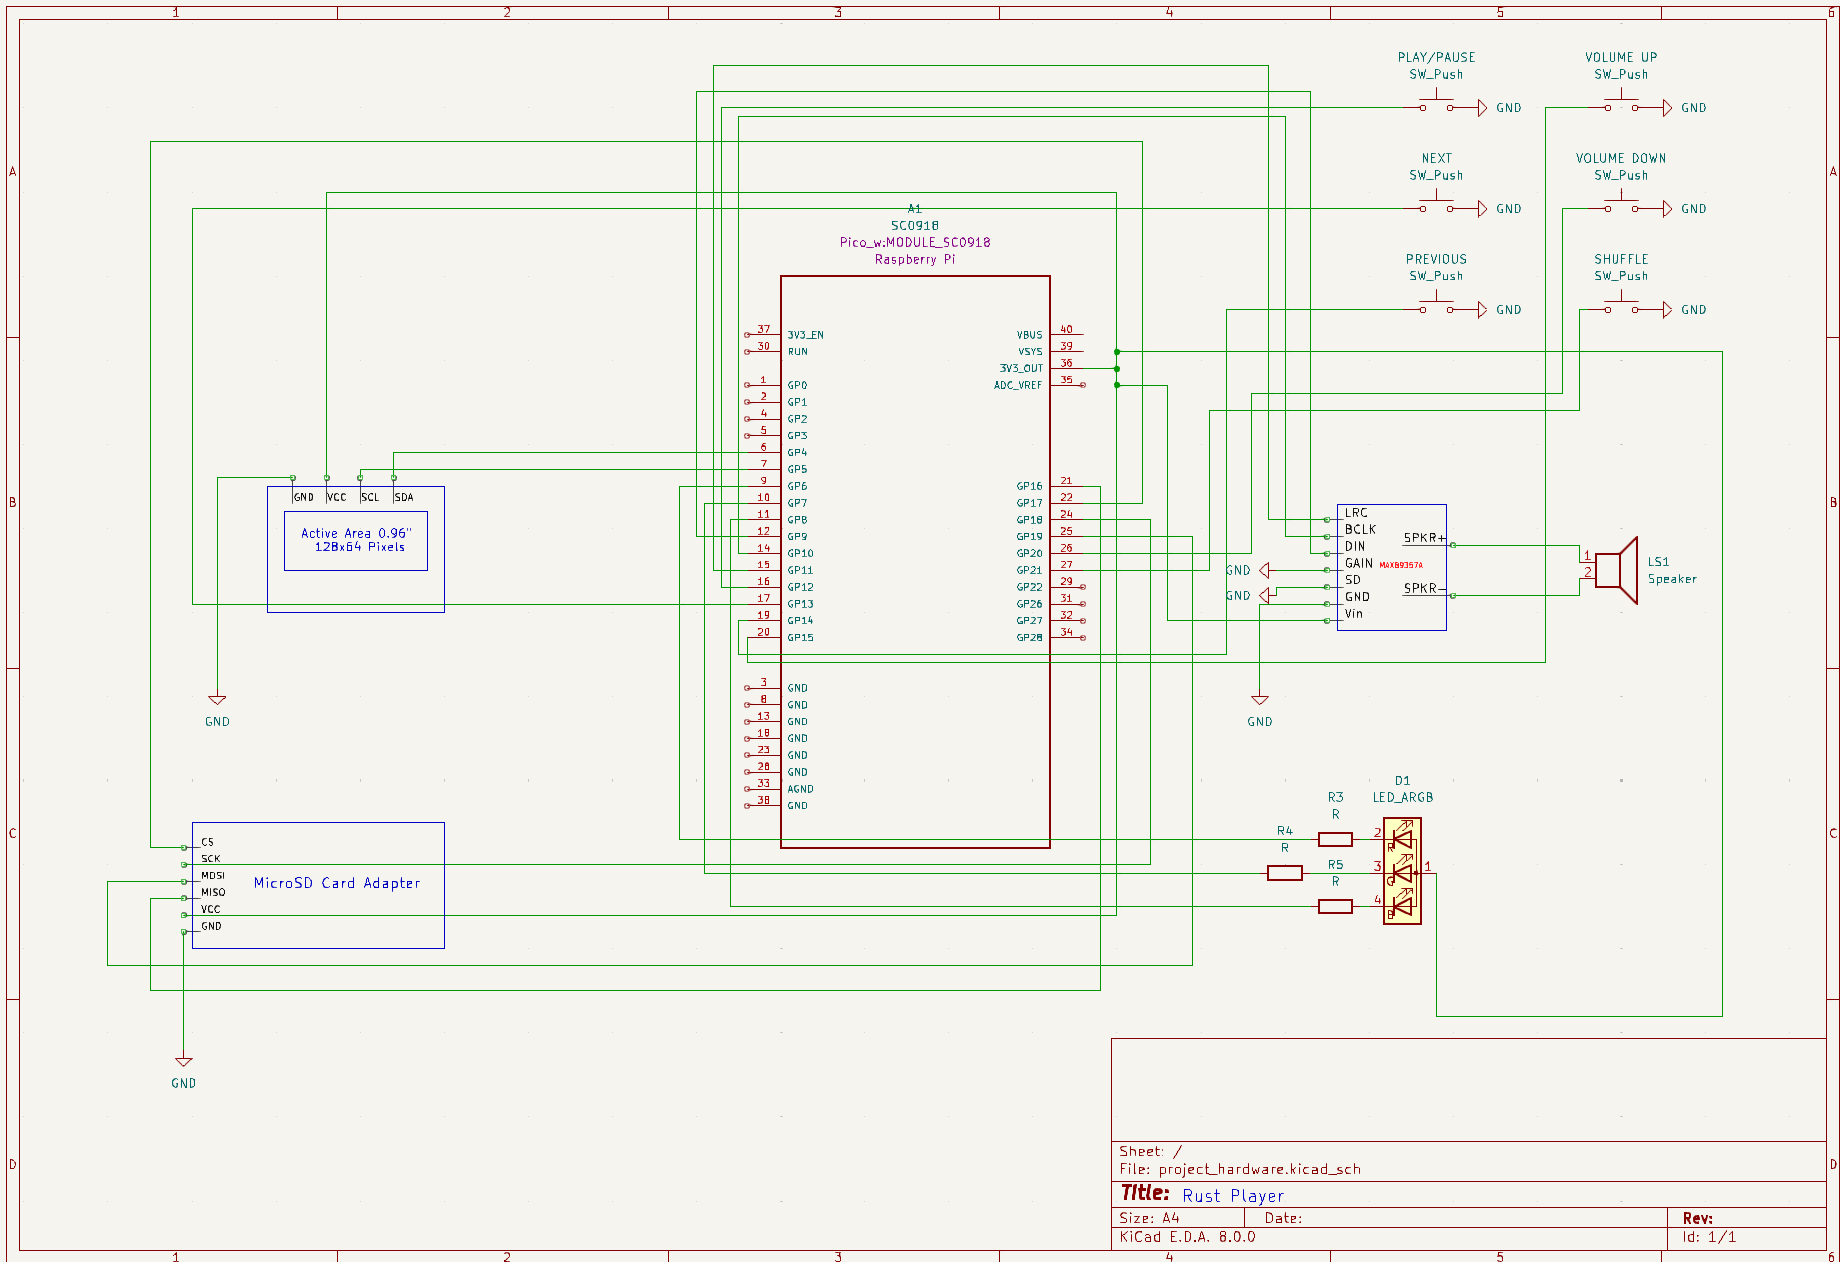 1 2 3 4 5 6
A
B
C
D
A
B
C
D
1 2 3 4 5 6
PLAY/PAUSE
SW_Push
GND
VOLUME UP
SW_Push
GND
NEXT
SW_Push
GND
VOLUME DOWN
SW_Push
GND
PREVIOUS
SW_Push
GND
SHUFFLE
SW_Push
GND
A1
SC0918
Pico_w:MODULE_SC0918
Raspberry Pi
37 3V3_EN
30 RUN
1 GP0
2 GP1
4 GP2
5 GP3
6 GP4
7 GP5
9 GP6
10 GP7
11 GP8
12 GP9
14 GP10
15 GP11
16 GP12
17 GP13
19 GP14
20 GP15
3 GND
8 GND
13 GND
18 GND
23 GND
28 GND
33 AGND
38 GND
VBUS 40
VSYS 39
3V3_OUT 36
ADC_VREF 35
GP16 21
GP17 22
GP18 24
GP19 25
GP20 26
GP21 27
GP22 29
GP26 31
GP27 32
GP28 34
GND VCC SCL SDA
Active Area 0.96"
128x64 Pixels
GND
LRC
BCLK
DIN
GAIN
SD
GND
Vin
MAX89357A
SPKR+
SPKR-
GND
GND
GND
1
2
LS1
Speaker
CS
SCK
MOSI
MISO
VCC
GND
MicroSD Card Adapter
GND
R3
R
R4
R
R5
R
D1
LED_ARGB
2 R
3 G
4 B
1
Sheet: /
File: project_hardware.kicad_sch
Title: Rust Player
Size: A4 Date: Rev:
KiCad E.D.A. 8.0.0 Id: 1/1